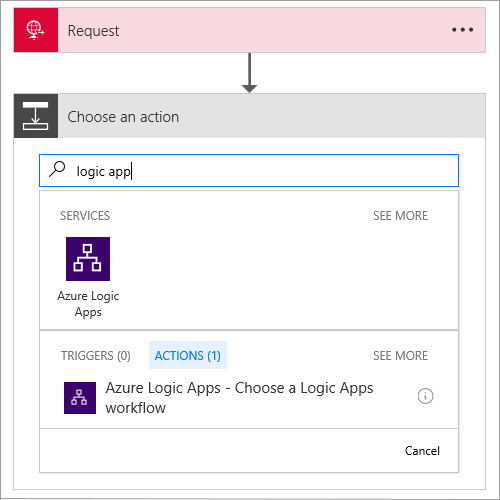 Request
Choose an action
logic app
SERVICES SEE MORE
Azure Logic
Apps
TRIGGERS (0) ACTIONS (1) SEE MORE
Azure Logic Apps - Choose a Logic Apps
workflow
Cancel